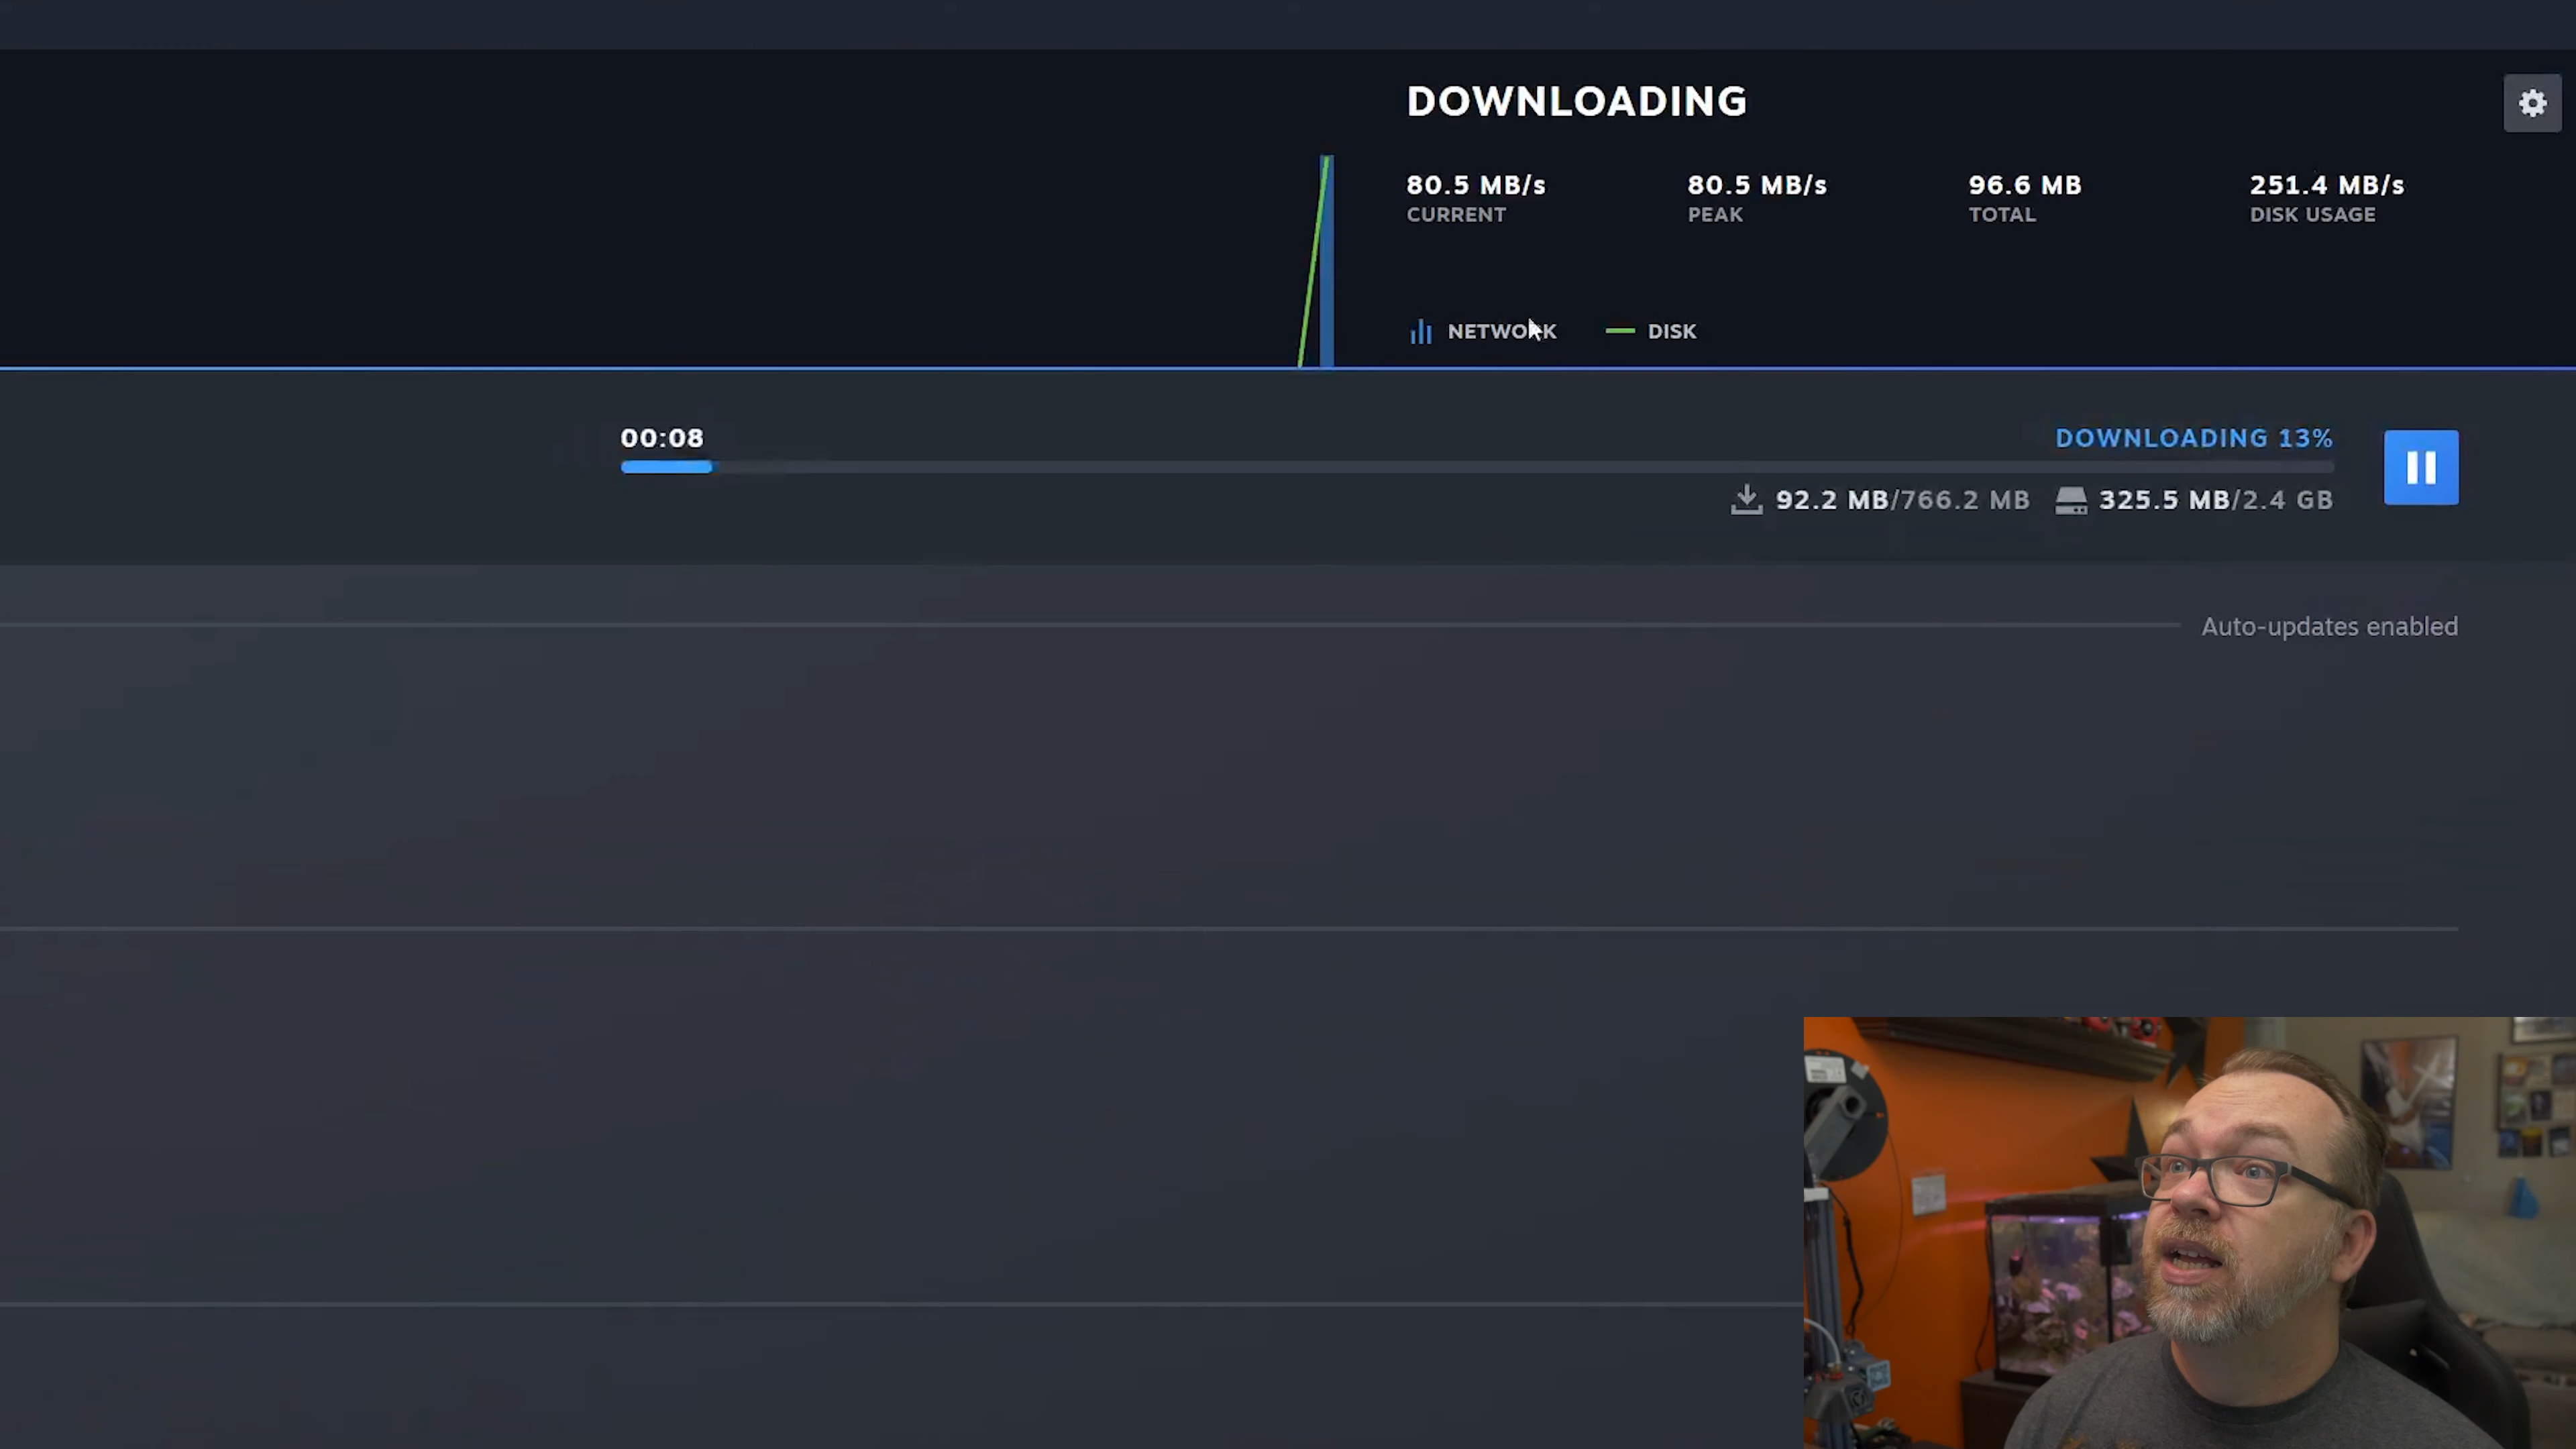 DOWNLOADING
80.5 MB/s
CURRENT
80.5 MB/s
PEAK
96.6 MB
TOTAL
251.4 MB/s
DISK USAGE
NETWORK
DISK
00:08
DOWNLOADING 13%
92.2 MB/766.2 MB
325.5 MB/2.4 GB
Auto-updates enabled